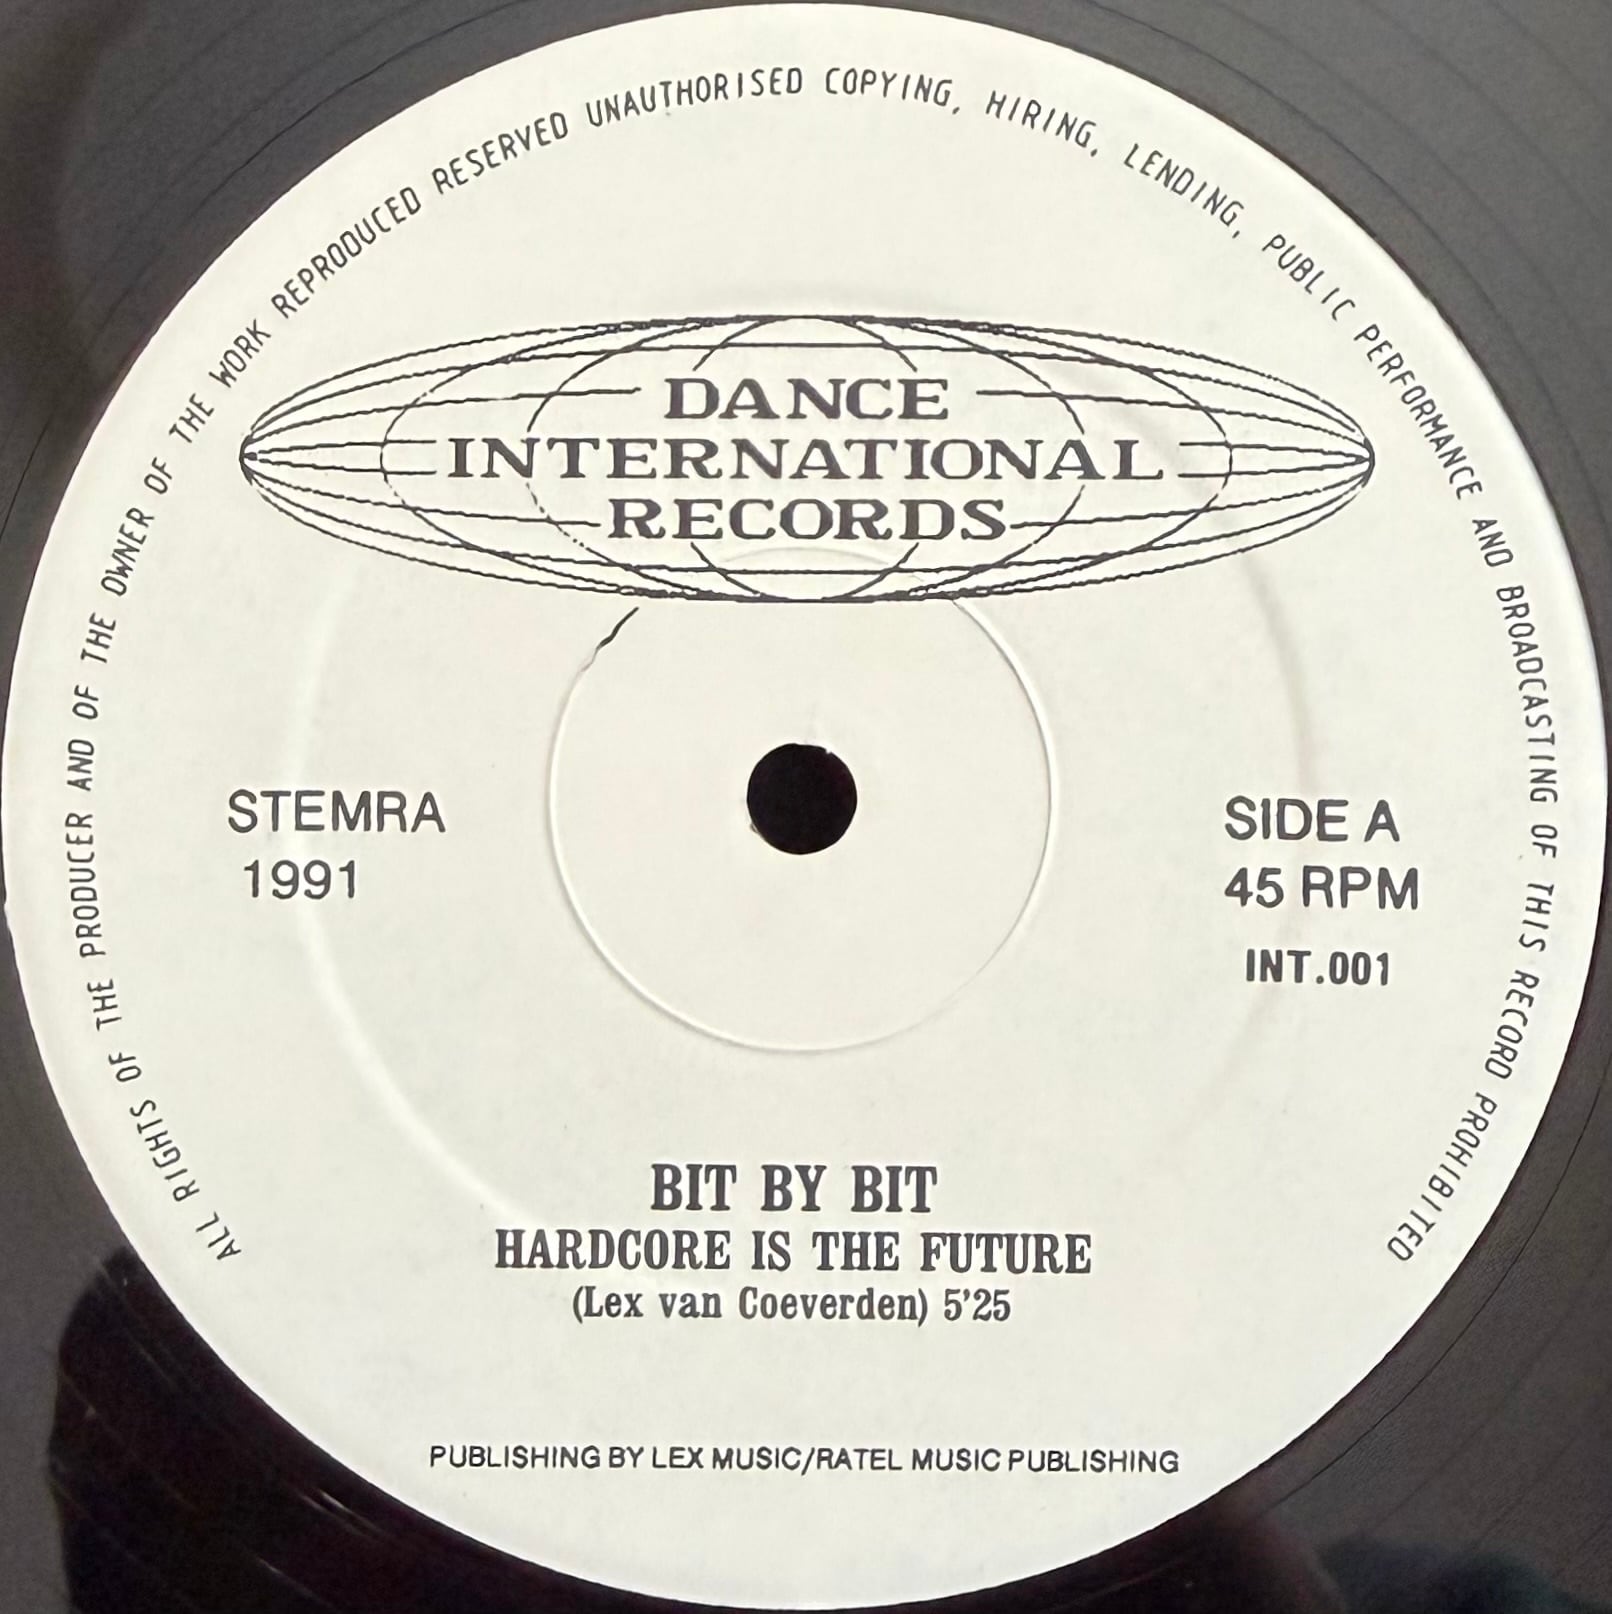 ALL RIGHTS OF THE PRODUCER AND OF THE OWNER OF THE WORK REPRODUCED RESERVED UNAUTHORISED COPYING, HIRING, LENDING, PUBLIC PERFORMANCE AND BROADCASTING OF THIS RECORD PROHIBITED
DANCE
INTERNATIONAL
RECORDS
STEMRA
1991
SIDE A
45 RPM
INT.001
BIT BY BIT
HARDCORE IS THE FUTURE
(Lex van Coeverden) 5'25
PUBLISHING BY LEX MUSIC/RATEL MUSIC PUBLISHING